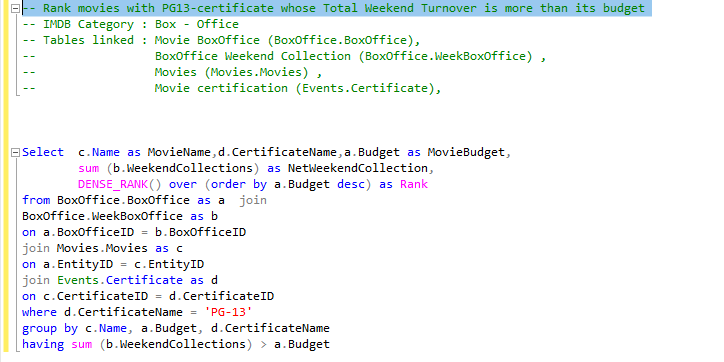 -- Rank movies with PG13-certificate whose Total Weekend Turnover is more than its budget
-- IMDB Category : Box - Office
-- Tables linked : Movie BoxOffice (BoxOffice.BoxOffice),
--                 BoxOffice Weekend Collection (BoxOffice.WeekBoxOffice) ,
--                 Movies (Movies.Movies) ,
--                 Movie certification (Events.Certificate),
Select  c.Name as MovieName,d.CertificateName,a.Budget as MovieBudget,
        sum (b.WeekendCollections) as NetWeekendCollection,
        DENSE_RANK() over (order by a.Budget desc) as Rank
from BoxOffice.BoxOffice as a  join
BoxOffice.WeekBoxOffice as b
on a.BoxOfficeID = b.BoxOfficeID
join Movies.Movies as c
on a.EntityID = c.EntityID
join Events.Certificate as d
on c.CertificateID = d.CertificateID
where d.CertificateName = 'PG-13'
group by c.Name, a.Budget, d.CertificateName
having sum (b.WeekendCollections) > a.Budget